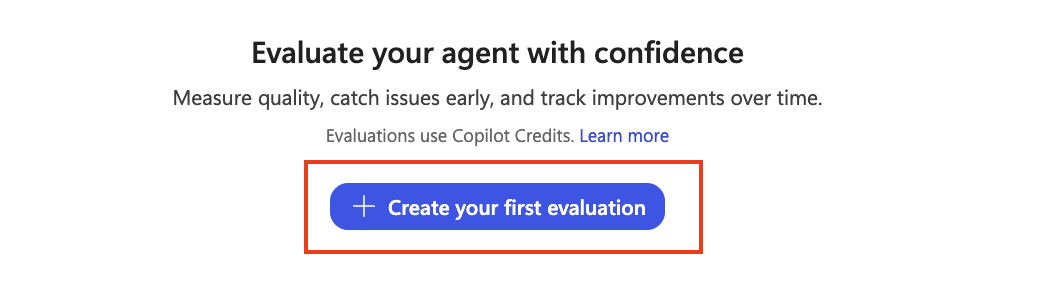 Evaluate your agent with confidence
Measure quality, catch issues early, and track improvements over time.
Evaluations use Copilot Credits. Learn more
Create your first evaluation